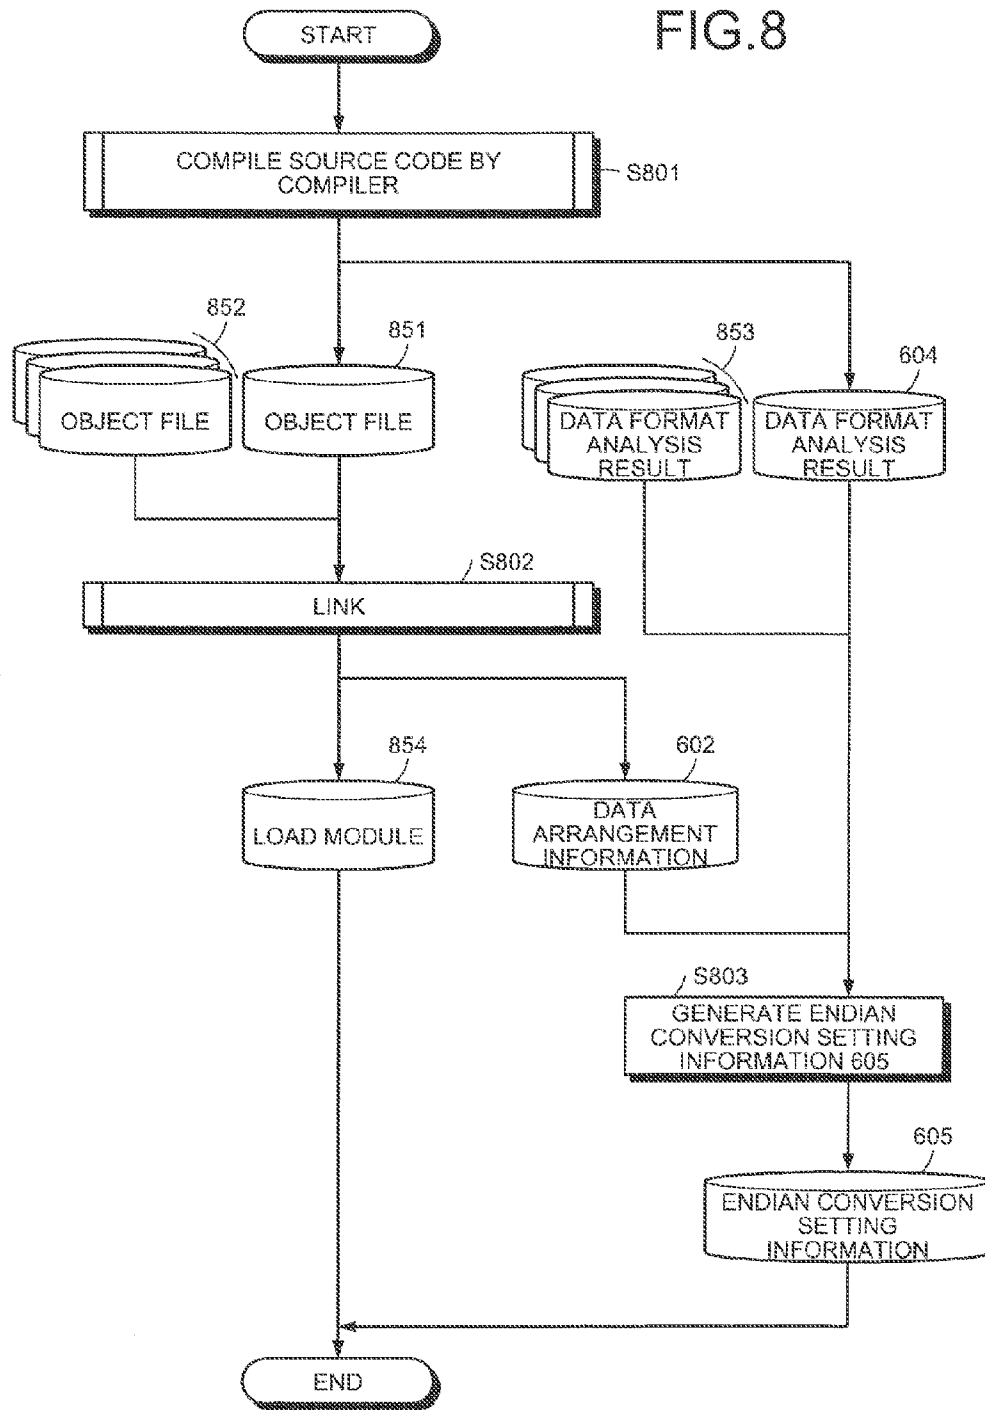 FIG.8
START
COMPILE SOURCE CODE BY
COMPILER
S801
852
851
853
604
OBJECT FILE
OBJECT FILE
DATA FORMAT
ANALYSIS
RESULT
DATA FORMAT
ANALYSIS
RESULT
S802
LINK
854
602
LOAD MODULE
DATA
ARRANGEMENT
INFORMATION
S803
GENERATE ENDIAN
CONVERSION SETTING
INFORMATION 605
605
ENDIAN CONVERSION
SETTING
INFORMATION
END